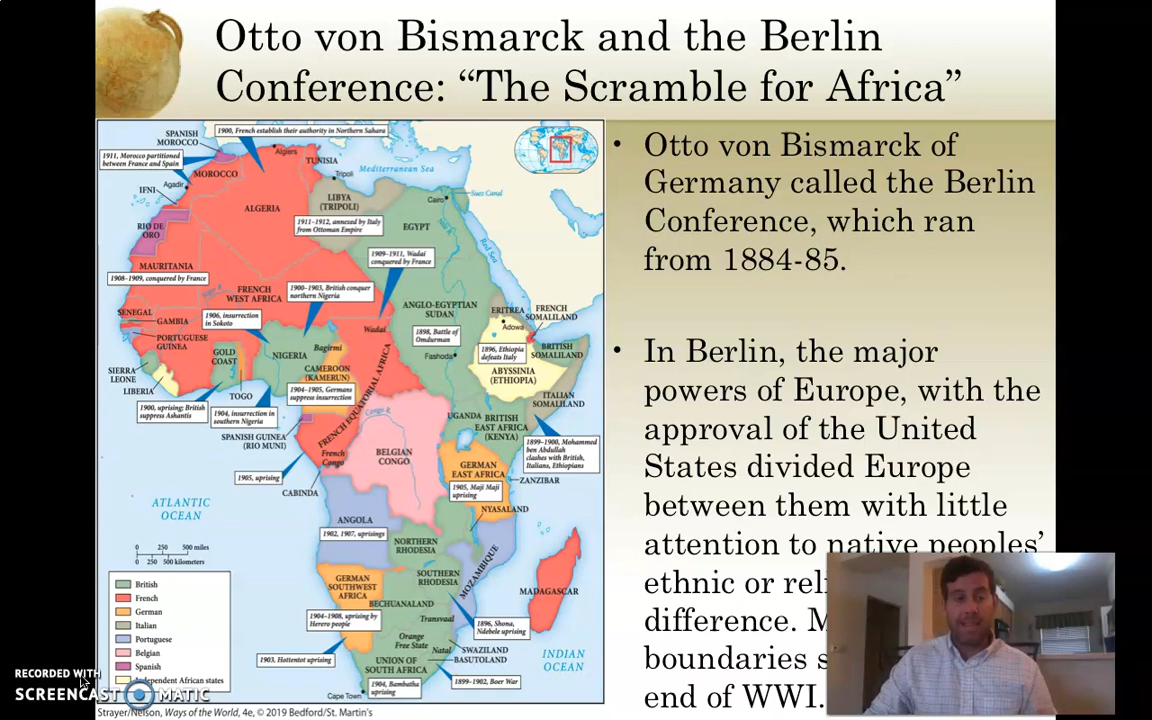 Otto von Bismarck and the Berlin
Conference: “The Scramble for Africa”
1900, French establish their authority in Northern Sahara
SPANISH
MOROCCO
1911, Morocco partitioned
between France and Spain
Algiers
TUNISIA
Mediterranean Sea
MOROCCO
Tripoli
Agadir
IFNI
Suez Canal
Cairo
LIBYA
(TRIPOLI)
ALGERIA
1911–1912, annexed by Italy
from Ottoman Empire
EGYPT
RIO DE
ORO
Red Sea
1909–1911, Wadai
conquered by France
MAURITANIA
1908–1909, conquered by France
FRENCH
WEST AFRICA
1900–1903, British conquer
northern Nigeria
ANGLO-EGYPTIAN
SUDAN
ERITREA
FRENCH
SOMALILAND
SENEGAL
GAMBIA
1906, insurrection
in Sokoto
Wadai
Adowa
PORTUGUESE
GUINEA
1898, Battle of
Omdurman
1896, Ethiopia
defeats Italy
BRITISH
SOMALILAND
GOLD
COAST
NIGERIA
Bagirmi
Fashoda
SIERRA
LEONE
CAMEROON
(KAMERUN)
ABYSSINIA
(ETHIOPIA)
LIBERIA
TOGO
1904–1905, Germans
suppress insurrection
ITALIAN
SOMALILAND
1900, uprising; British
suppress Ashantis
1904, insurrection in
southern Nigeria
FRENCH EQUATORIAL AFRICA
Congo R.
UGANDA
BRITISH
EAST AFRICA
(KENYA)
SPANISH GUINEA
(RIO MUNI)
French
Congo
BELGIAN
CONGO
1899–1900, Mohammed
ben Abdullah
clashes with British,
Italians, Ethiopians
1905, uprising
GERMAN
EAST AFRICA
ZANZIBAR
CABINDA
1905, Maji Maji
uprising
ATLANTIC
OCEAN
NYASALAND
ANGOLA
1902, 1907, uprisings
NORTHERN
RHODESIA
0 250 500 miles
0 250 500 kilometers
MOZAMBIQUE
SOUTHERN
RHODESIA
GERMAN
SOUTHWEST
AFRICA
MADAGASCAR
BECHUANALAND
1904–1908, uprising by
Herero people
Transvaal
1896, Shona,
Ndebele uprising
Orange
Free State
SWAZILAND
Natal
BASUTOLAND
INDIAN
OCEAN
1903, Hottentot uprising
UNION OF
SOUTH AFRICA
1899–1902, Boer War
1904, Bambatha
uprising
Cape Town
British
French
German
Italian
Portuguese
Belgian
Spanish
Independent African states
Strayer/Nelson, Ways of the World, 4e, © 2019 Bedford/St. Martin's
• Otto von Bismarck of
Germany called the Berlin
Conference, which ran
from 1884-85.
• In Berlin, the major
powers of Europe, with the
approval of the United
States divided Europe
between them with little
attention to native peoples’
ethnic or
difference.
boundaries
end of WWI.
RECORDED WITH
SCREENCAST MATIC